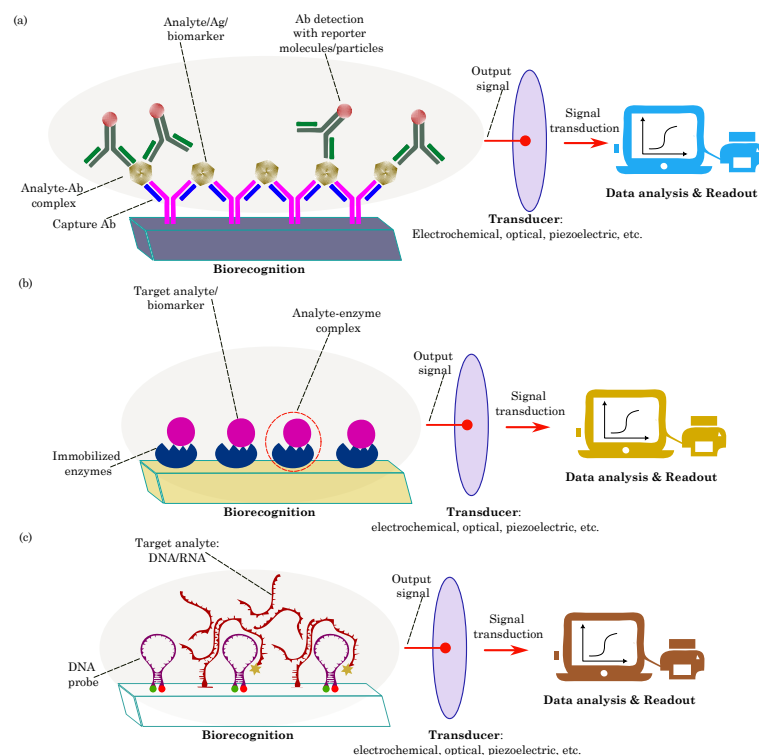 (a)
Analyte/Ag/
biomarker
Ab detection
with reporter
molecules/particles
Output
signal
Signal
transduction
Analyte-Ab
complex
Capture Ab
Biorecognition
Transducer:
Electrochemical, optical, piezoelectric, etc.
Data analysis & Readout
(b)
Target analyte/
biomarker
Analyte-enzyme
complex
Output
signal
Signal
transduction
Immobilized
enzymes
Biorecognition
Transducer:
electrochemical, optical, piezoelectric, etc.
Data analysis & Readout
(c)
Target analyte:
DNA/RNA
Output
signal
Signal
transduction
DNA
probe
Biorecognition
Transducer:
electrochemical, optical, piezoelectric, etc.
Data analysis & Readout